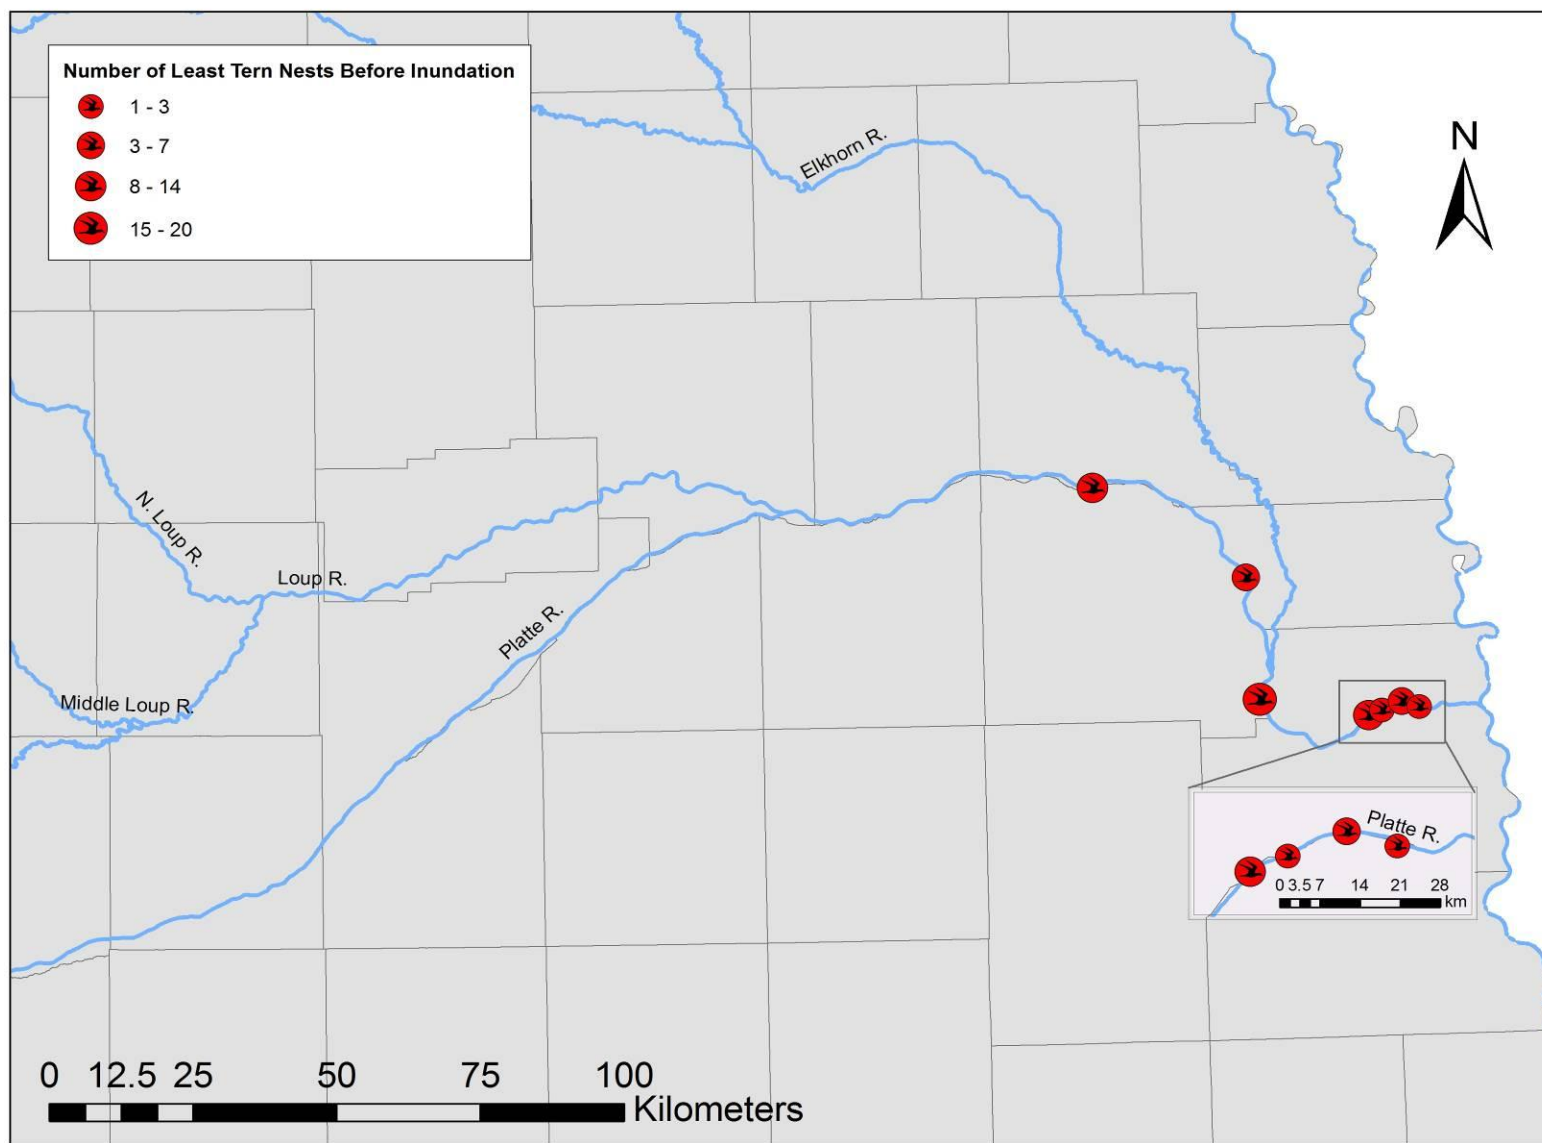 Number of Least Tern Nests Before Inundation
1 - 3
3 - 7
8 - 14
15 - 20
N
Elkhorn R.
N. Loup R.
Loup R.
Platte R.
Middle Loup R.
Platte R.
0 3.5 7 14 21 28
km
0 12.5 25 50 75 100
Kilometers